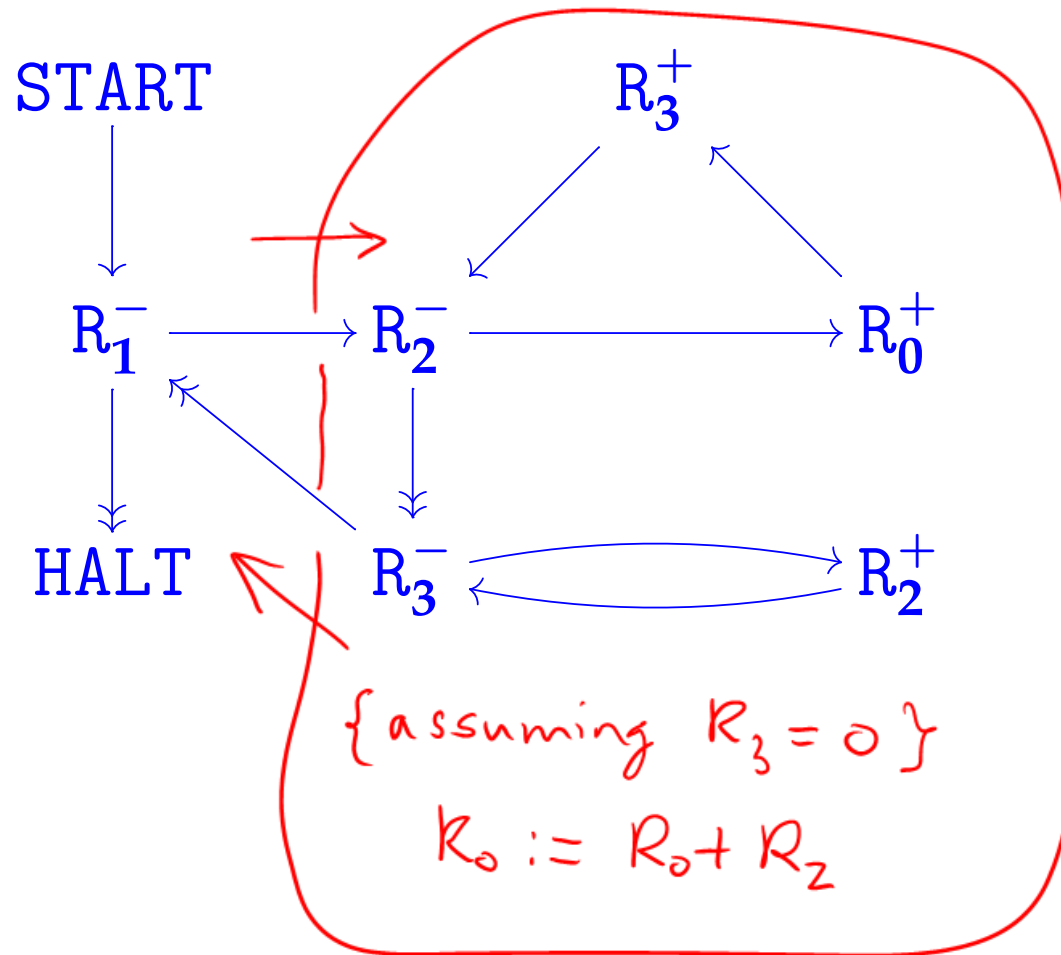 START R₃⁺
R₁⁻ R₂⁻ R₀⁺
HALT R₃⁻ R₂⁺
{assuming R₃ = 0}
R₀ := R₀ + R₂